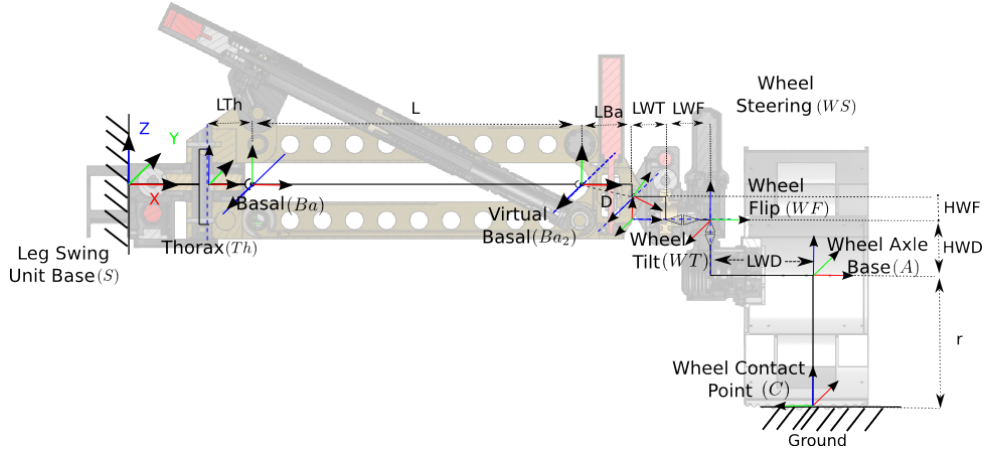 Wheel
Steering (WS)
L
LTh
LBa
LWT
LWF
Z
Y
X
Basal(Ba)
Thorax(Th)
Leg Swing
Unit Base(S)
Virtual
Basal(Ba₂)
D
Wheel
Tilt(WT)
Wheel
Flip (WF)
HWF
HWD
LWD
Wheel Axle
Base(A)
r
Wheel Contact
Point (C)
Ground